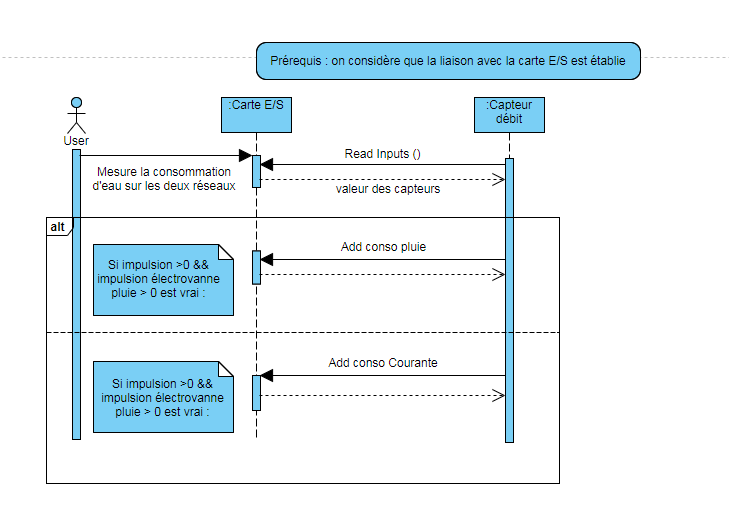 Prérequis : on considère que la liaison avec la carte E/S est établie
:Carte E/S
:Capteur
débit
User
Mesure la consommation
d'eau sur les deux réseaux
Read Inputs ()
valeur des capteurs
alt
Si impulsion >0 &&
impulsion électrovanne
pluie > 0 est vrai :
Add conso pluie
Si impulsion >0 &&
impulsion électrovanne
pluie > 0 est vrai :
Add conso Courante